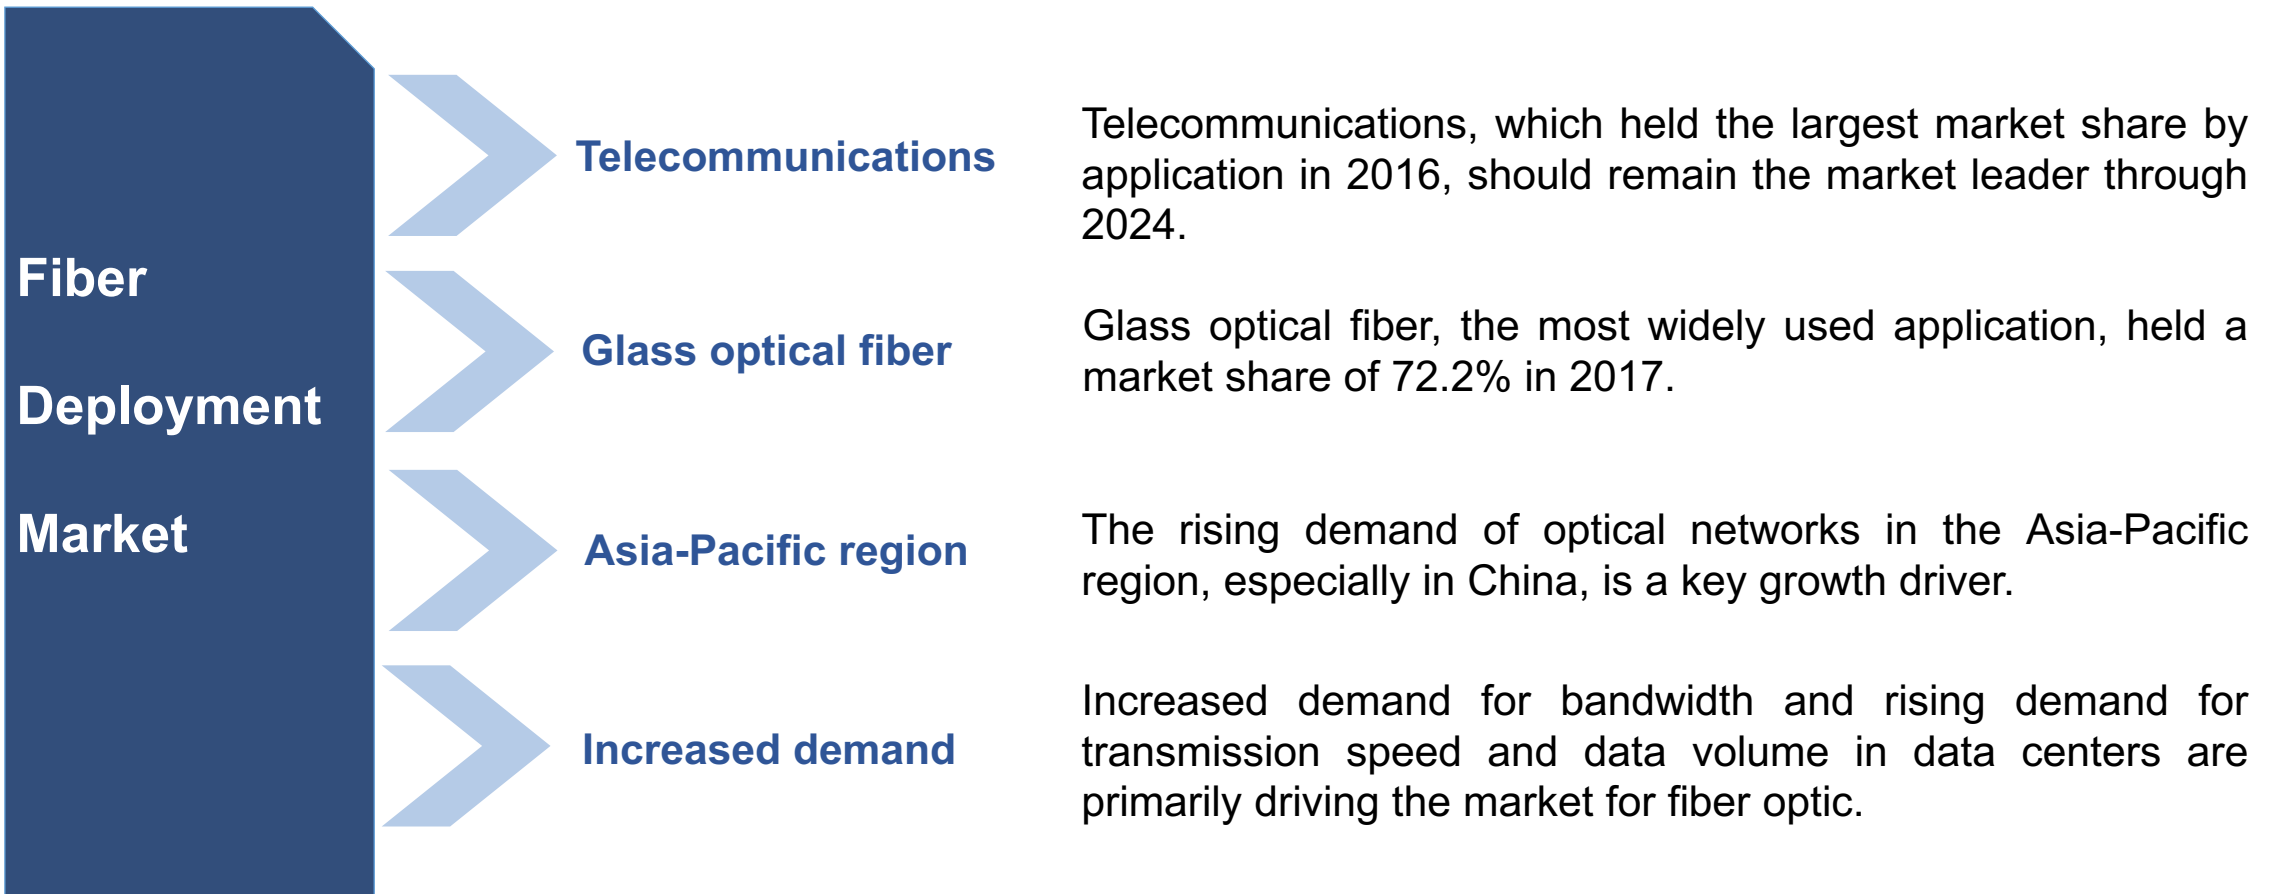 Fiber
Deployment
Market
Telecommunications
Telecommunications, which held the largest market share by
application in 2016, should remain the market leader through
2024.
Glass optical fiber
Glass optical fiber, the most widely used application, held a
market share of 72.2% in 2017.
Asia-Pacific region
The rising demand of optical networks in the Asia-Pacific
region, especially in China, is a key growth driver.
Increased demand
Increased demand for bandwidth and rising demand for
transmission speed and data volume in data centers are
primarily driving the market for fiber optic.